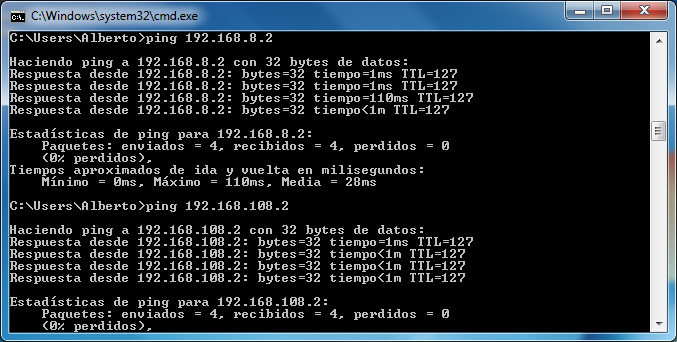 C:\Windows\system32\cmd.exe
C:\Users\Alberto>ping 192.168.8.2
Haciendo ping a 192.168.8.2 con 32 bytes de datos:
Respuesta desde 192.168.8.2: bytes=32 tiempo=1ms TTL=127
Respuesta desde 192.168.8.2: bytes=32 tiempo=1ms TTL=127
Respuesta desde 192.168.8.2: bytes=32 tiempo=110ms TTL=127
Respuesta desde 192.168.8.2: bytes=32 tiempo<1m TTL=127
Estadísticas de ping para 192.168.8.2:
Paquetes: enviados = 4, recibidos = 4, perdidos = 0
(0% perdidos),
Tiempos aproximados de ida y vuelta en milisegundos:
Mínimo = 0ms, Máximo = 110ms, Media = 28ms
C:\Users\Alberto>ping 192.168.108.2
Haciendo ping a 192.168.108.2 con 32 bytes de datos:
Respuesta desde 192.168.108.2: bytes=32 tiempo=1ms TTL=127
Respuesta desde 192.168.108.2: bytes=32 tiempo<1m TTL=127
Respuesta desde 192.168.108.2: bytes=32 tiempo<1m TTL=127
Respuesta desde 192.168.108.2: bytes=32 tiempo<1m TTL=127
Estadísticas de ping para 192.168.108.2:
Paquetes: enviados = 4, recibidos = 4, perdidos = 0
(0% perdidos),